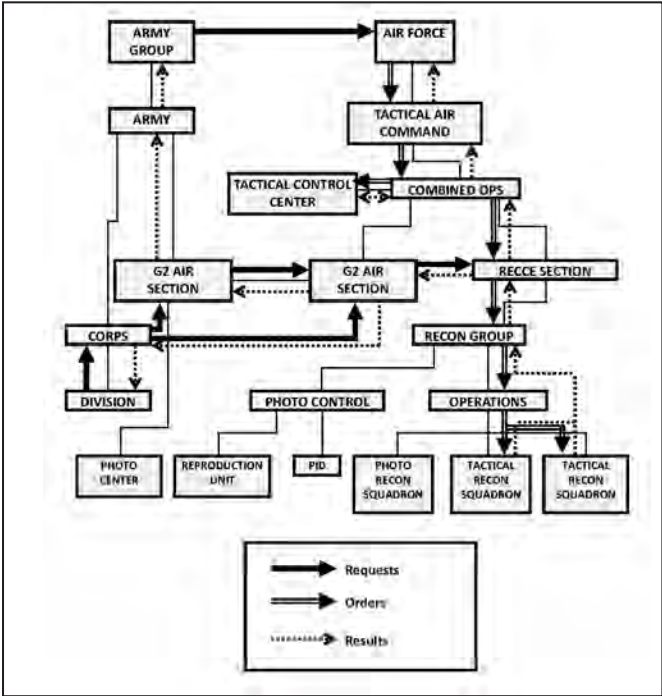 ARMY
GROUP
AIR FORCE
ARMY
TACTICAL AIR
COMMAND
TACTICAL CONTROL
CENTER
COMBINED OPS
G2 AIR
SECTION
G2 AIR
SECTION
RECCE SECTION
CORPS
RECON GROUP
DIVISION
PHOTO CONTROL
OPERATIONS
PHOTO
CENTER
REPRODUCTION
UNIT
PID
PHOTO
RECON
SQUADRON
TACTICAL
RECON
SQUADRON
TACTICAL
RECON
SQUADRON
Requests
Orders
Results